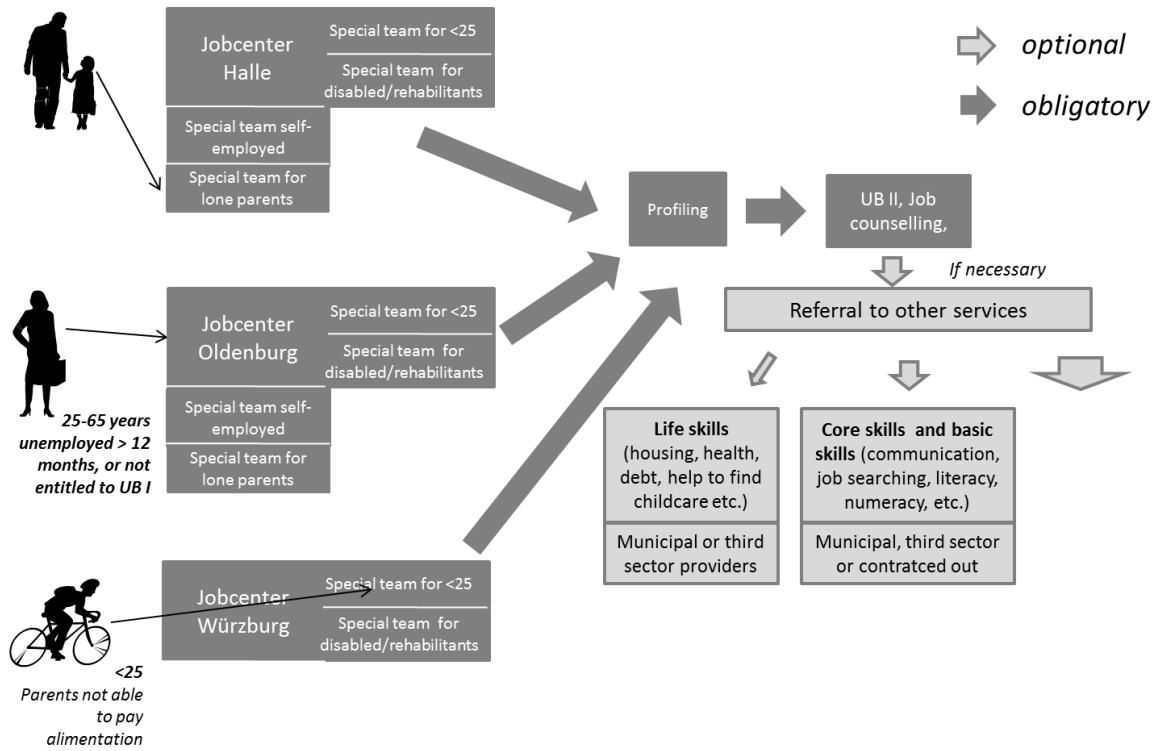 Jobcenter
Halle
Special team for <25
Special team for
disabled/rehabilitants
Special team self-
employed
Special team for
lone parents
optional
obligatory
Profiling
UB II, Job
counselling,
If necessary
Referral to other services
Jobcenter
Oldenburg
Special team for <25
Special team for
disabled/rehabilitants
Special team self-
employed
Special team for
lone parents
25-65 years
unemployed > 12
months, or not
entitled to UB I
Life skills
(housing, health,
debt, help to find
childcare etc.)
Municipal or third
sector providers
Core skills and basic
skills (communication,
job searching, literacy,
numeracy, etc.)
Municipal, third sector
or contratced out
Jobcenter
Würzburg
Special team for <25
Special team for
disabled/rehabilitants
<25
Parents not able
to pay
alimentation